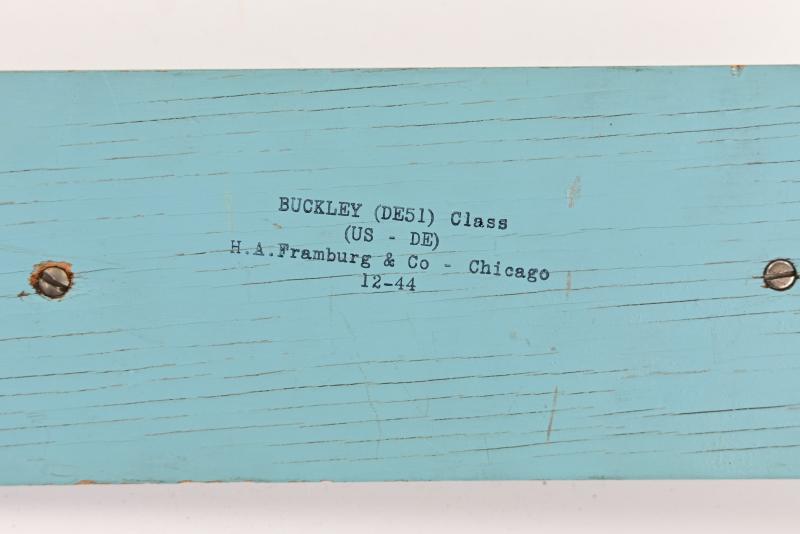 BUCKLEY (DE51) Class
(US - DE)
H.A.Framburg & Co - Chicago
12-44